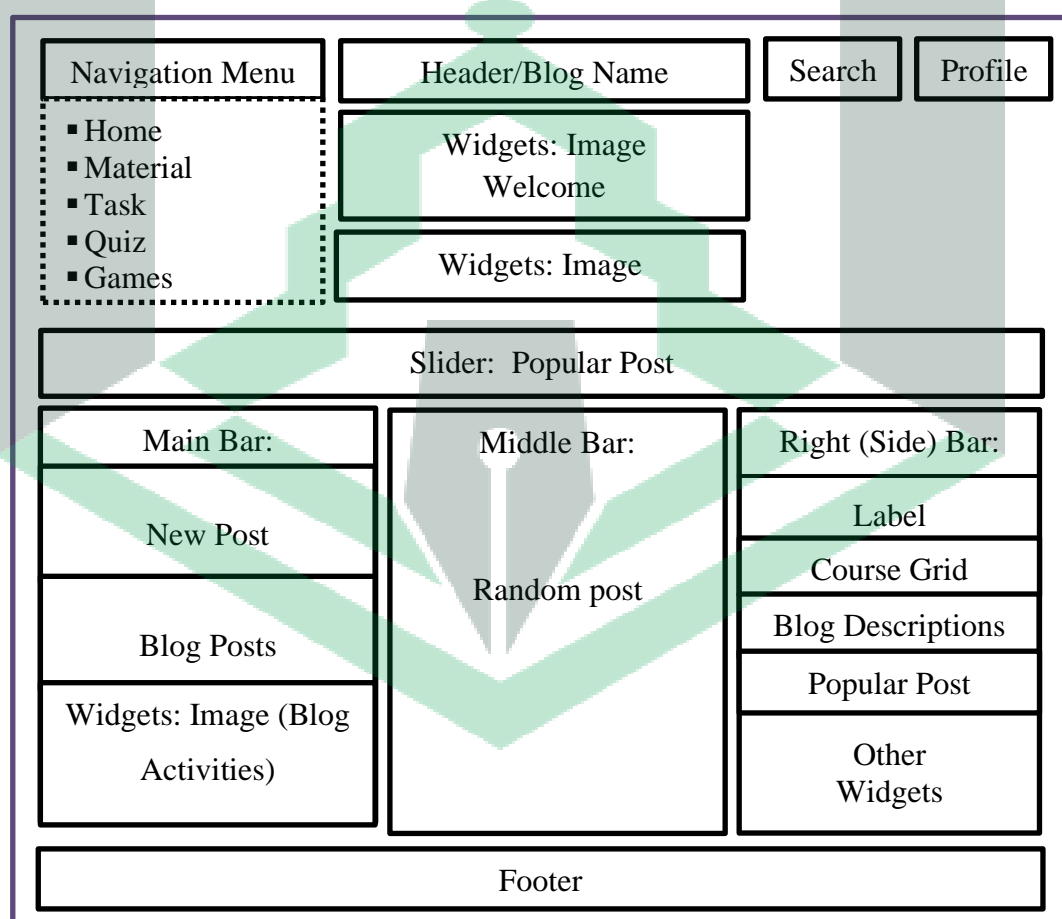 Navigation Menu
Header/Blog Name
Search
Profile
▪ Home
▪ Material
▪ Task
▪ Quiz
▪ Games
Widgets: Image
Welcome
Widgets: Image
Slider: Popular Post
Main Bar:
New Post
Blog Posts
Widgets: Image (Blog
Activities)
Middle Bar:
Random post
Right (Side) Bar:
Label
Course Grid
Blog Descriptions
Popular Post
Other
Widgets
Footer